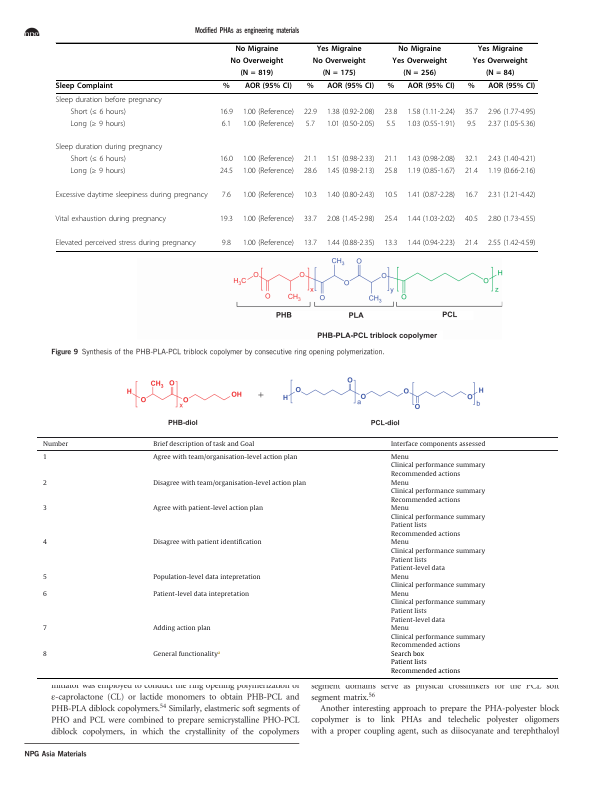 Modified PHAs as engineering materials
No Migraine Yes Migraine No Migraine Yes Migraine
No Overweight No Overweight Yes Overweight Yes Overweight
(N = 819) (N = 175) (N = 256) (N = 84)
Sleep Complaint % AOR (95% CI) % AOR (95% CI) % AOR (95% CI) % AOR (95% CI)
Sleep duration before pregnancy
Short (≤ 6 hours) 16.9 1.00 (Reference) 22.9 1.38 (0.92-2.08) 23.8 1.58 (1.11-2.24) 35.7 2.96 (1.77-4.95)
Long (≥ 9 hours) 6.1 1.00 (Reference) 5.7 1.01 (0.50-2.05) 5.5 1.03 (0.55-1.91) 9.5 2.37 (1.05-5.36)
Sleep duration during pregnancy
Short (≤ 6 hours) 16.0 1.00 (Reference) 21.1 1.51 (0.98-2.33) 21.1 1.43 (0.98-2.08) 32.1 2.43 (1.40-4.21)
Long (≥ 9 hours) 24.5 1.00 (Reference) 28.6 1.45 (0.98-2.13) 25.8 1.19 (0.85-1.67) 21.4 1.19 (0.66-2.16)
Excessive daytime sleepiness during pregnancy 7.6 1.00 (Reference) 10.3 1.40 (0.80-2.43) 10.5 1.41 (0.87-2.28) 16.7 2.31 (1.21-4.42)
Vital exhaustion during pregnancy 19.3 1.00 (Reference) 33.7 2.08 (1.45-2.98) 25.4 1.44 (1.03-2.02) 40.5 2.80 (1.73-4.55)
Elevated perceived stress during pregnancy 9.8 1.00 (Reference) 13.7 1.44 (0.88-2.35) 13.3 1.44 (0.94-2.23) 21.4 2.55 (1.42-4.59)
CH₃ O H
H₃C O O O O O
O CH₃ x O CH₃ y O z
PHB PLA PCL
PHB-PLA-PCL triblock copolymer
Figure 9 Synthesis of the PHB-PLA-PCL triblock copolymer by consecutive ring opening polymerization.
CH₃ O O
H O O x OH + H O a O O O b H
PHB-diol PCL-diol
Number Brief description of task and Goal Interface components assessed
1 Agree with team/organisation-level action plan Menu
Clinical performance summary
Recommended actions
2 Disagree with team/organisation-level action plan Menu
Clinical performance summary
Recommended actions
3 Agree with patient-level action plan Menu
Clinical performance summary
Patient lists
Recommended actions
4 Disagree with patient identification Menu
Clinical performance summary
Patient lists
Patient-level data
5 Population-level data intepretation Menu
Clinical performance summary
6 Patient-level data intepretation Menu
Clinical performance summary
Patient lists
Patient-level data
7 Adding action plan Menu
Clinical performance summary
Recommended actions
8 General functionalityᵃ Search box
Patient lists
Recommended actions
initiator was employed to conduct the ring opening polymerization of
ε-caprolactone (CL) or lactide monomers to obtain PHB-PCL and
PHB-PLA diblock copolymers.⁵⁴ Similarly, elastmeric soft segments of
PHO and PCL were combined to prepare semicrystalline PHO-PCL
diblock copolymers, in which the crystallinity of the copolymers
segment domains serve as physical crosslinkers for the PCL soft
segment matrix.⁵⁶
Another interesting approach to prepare the PHA-polyester block
copolymer is to link PHAs and telechelic polyester oligomers
with a proper coupling agent, such as diisocyanate and terephthaloyl
NPG Asia Materials